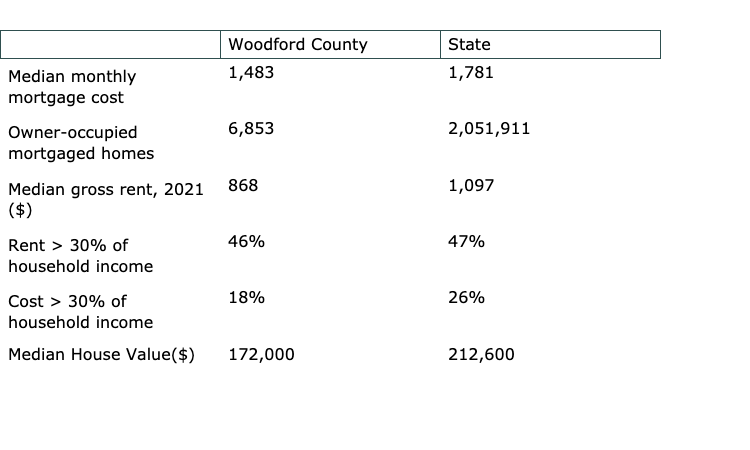 Woodford County State
Median monthly 1,483 1,781
mortgage cost
Owner-occupied 6,853 2,051,911
mortgaged homes
Median gross rent, 2021 868 1,097
($)
Rent > 30% of 46% 47%
household income
Cost > 30% of 18% 26%
household income
Median House Value($) 172,000 212,600